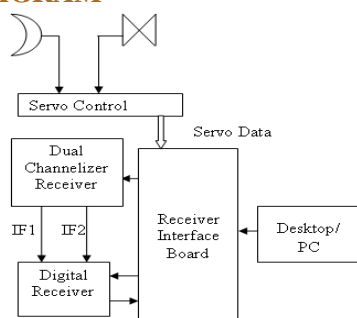 Servo Control
Servo Data
Dual
Channelizer
Receiver
Receiver
Interface
Board
Desktop/
PC
IF1 IF2
Digital
Receiver